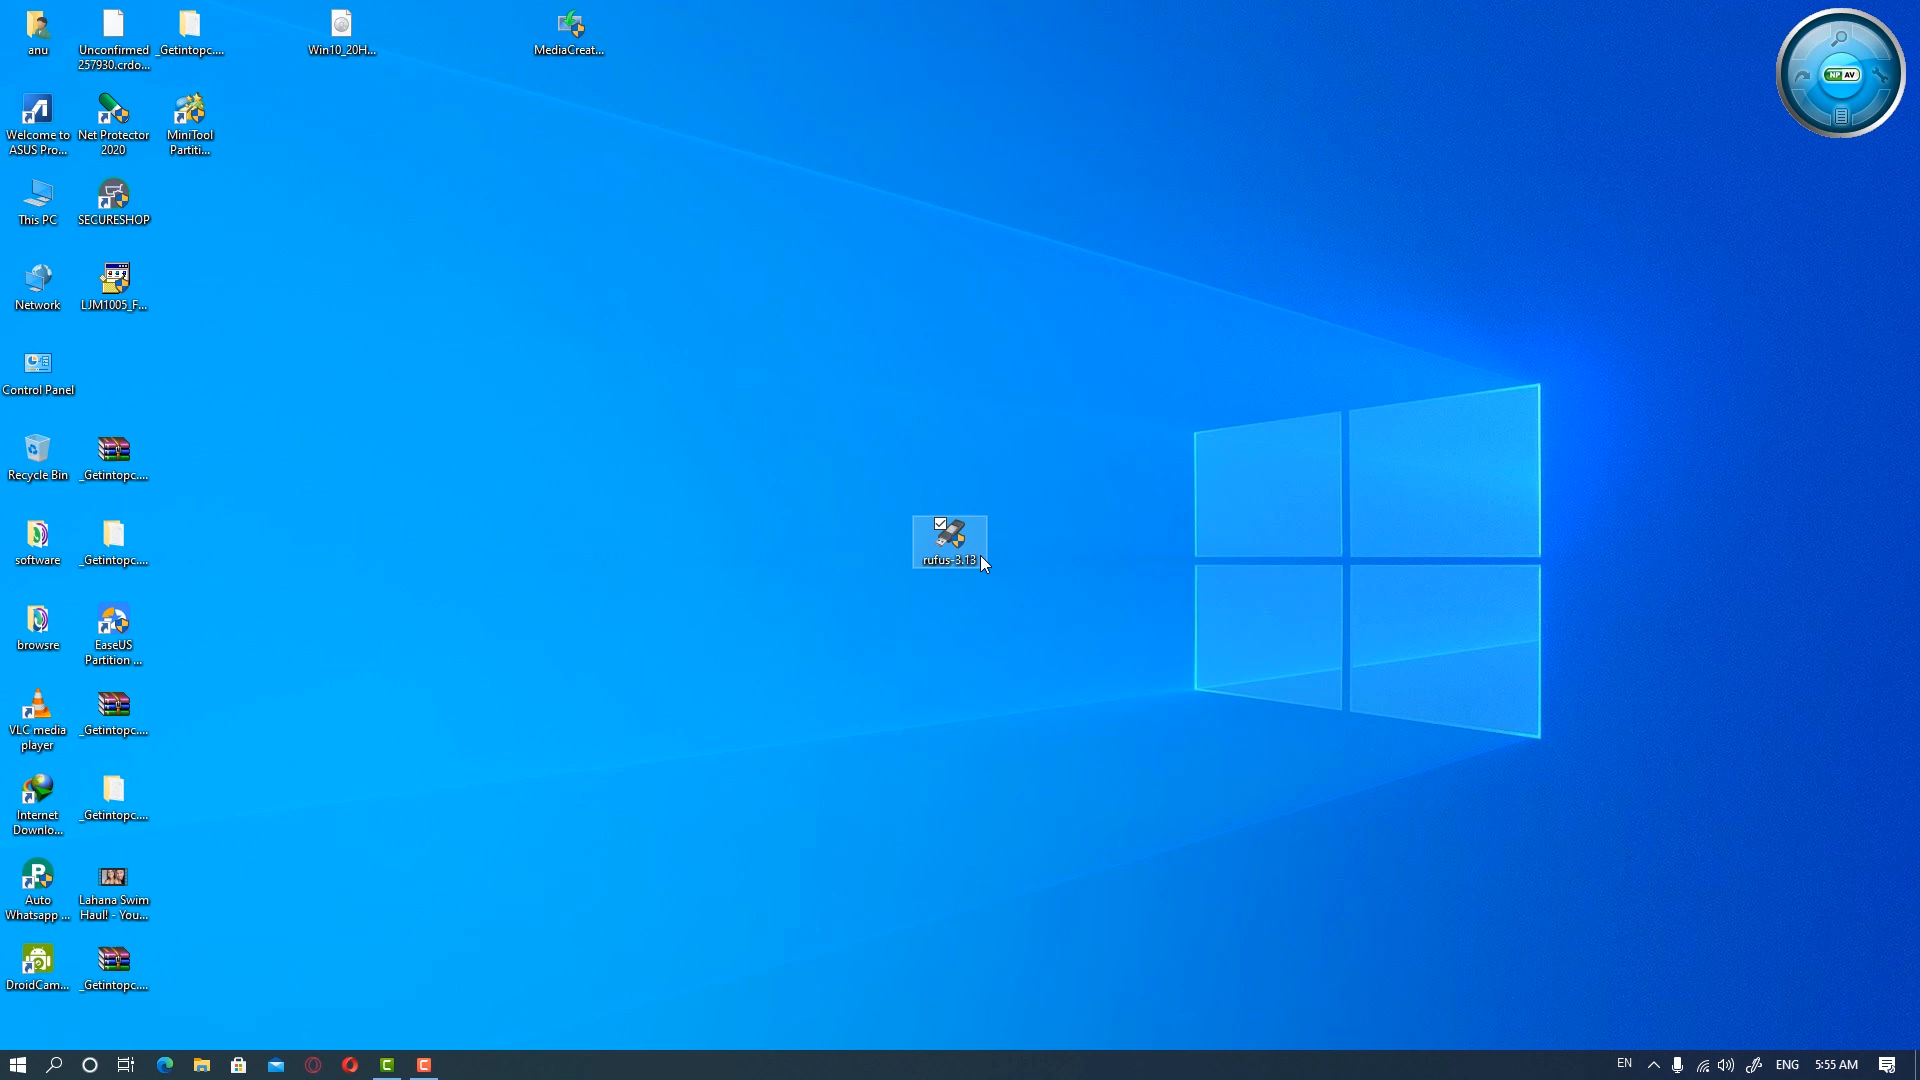 anu
Unconfirmed
257930.crdo...
_Getintopc....
Win10_20H...
MediaCreat...
Welcome to
ASUS Pro...
Net Protector
2020
MiniTool
Partiti...
NP AV
This PC
SECURESHOP
Network
LJM1005_F...
Control Panel
Recycle Bin
_Getintopc....
software
_Getintopc....
rufus-3.13
browsre
EaseUS
Partition ...
VLC media
player
_Getintopc....
Internet
Downlo...
_Getintopc....
Auto
Whatsapp ...
Lahana Swim
Haul! - You...
DroidCam...
_Getintopc....
EN
ENG
5:55 AM